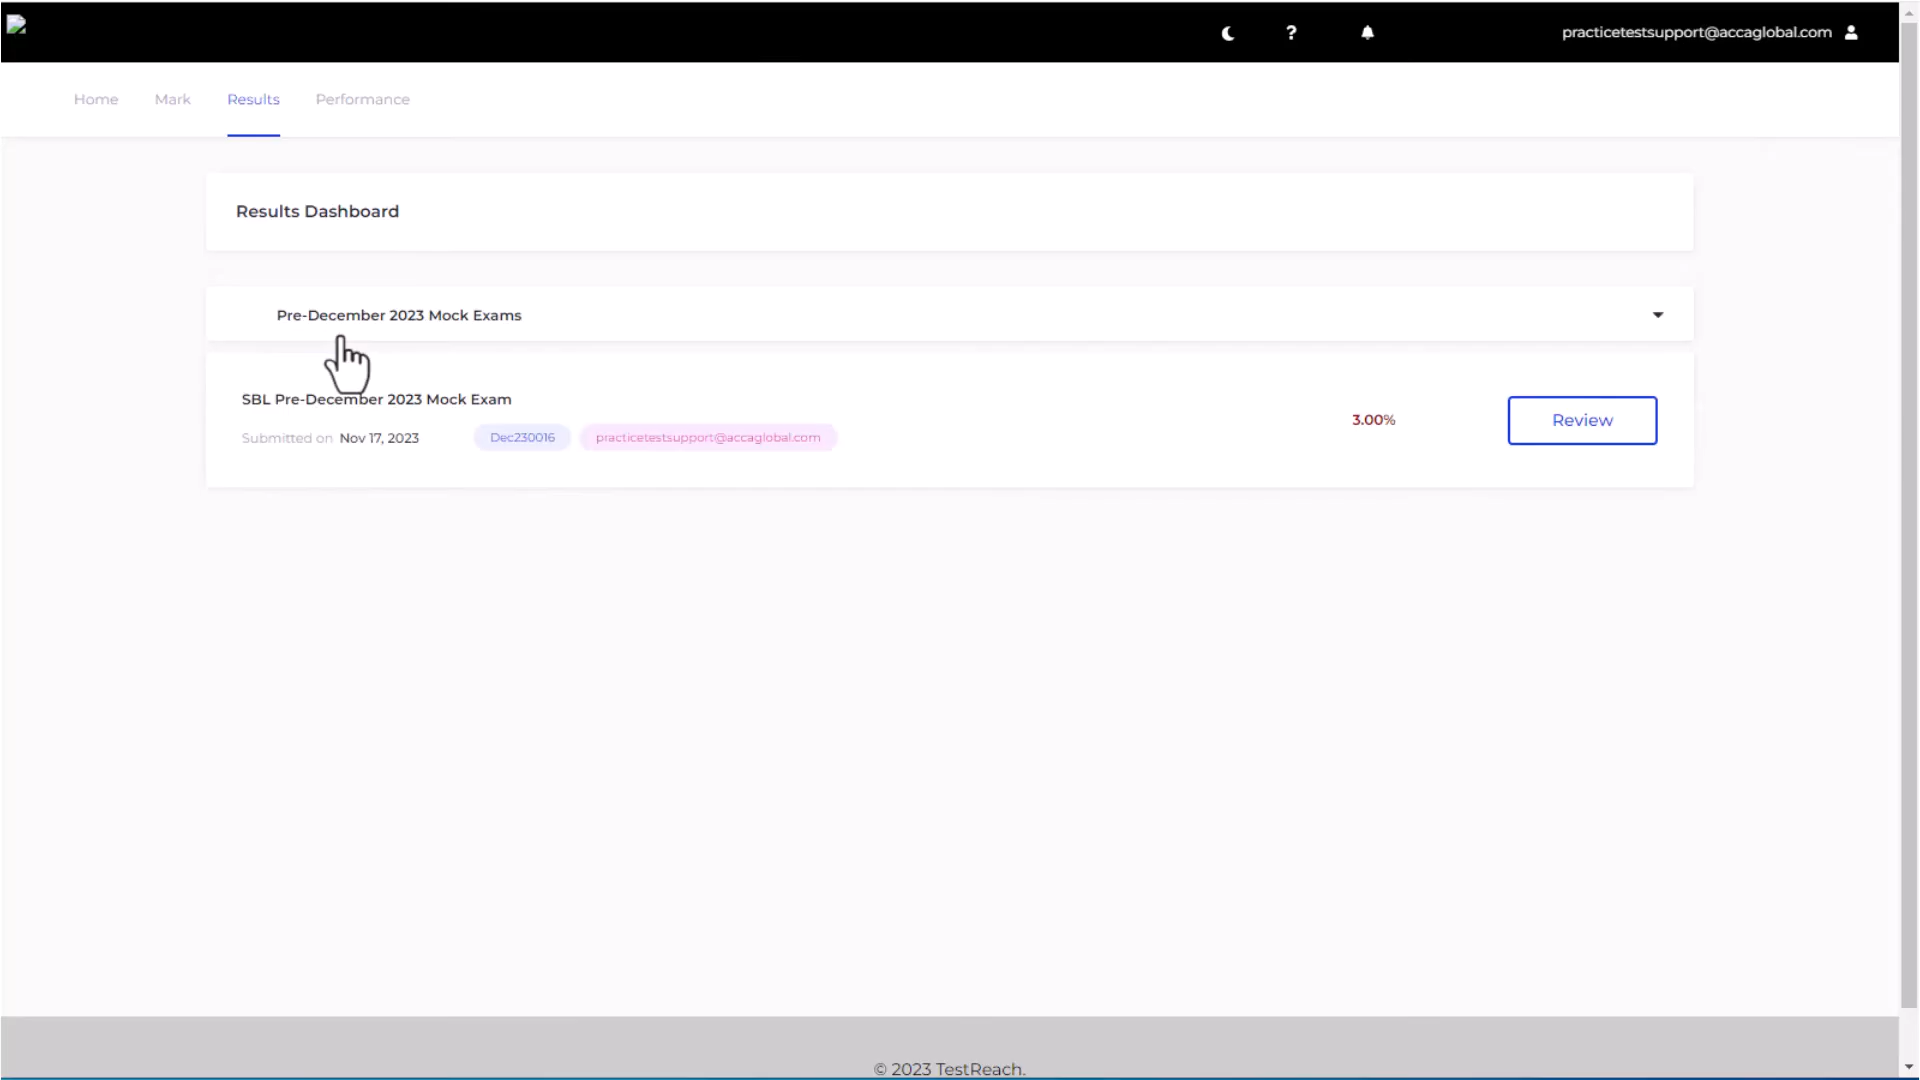 practicetestsupport@accaglobal.com
Home Mark Results Performance
Results Dashboard
Pre-December 2023 Mock Exams
SBL Pre-December 2023 Mock Exam
3.00%
Review
Submitted on Nov 17, 2023 Dec230016 practicetestsupport@accaglobal.com
© 2023 TestReach.